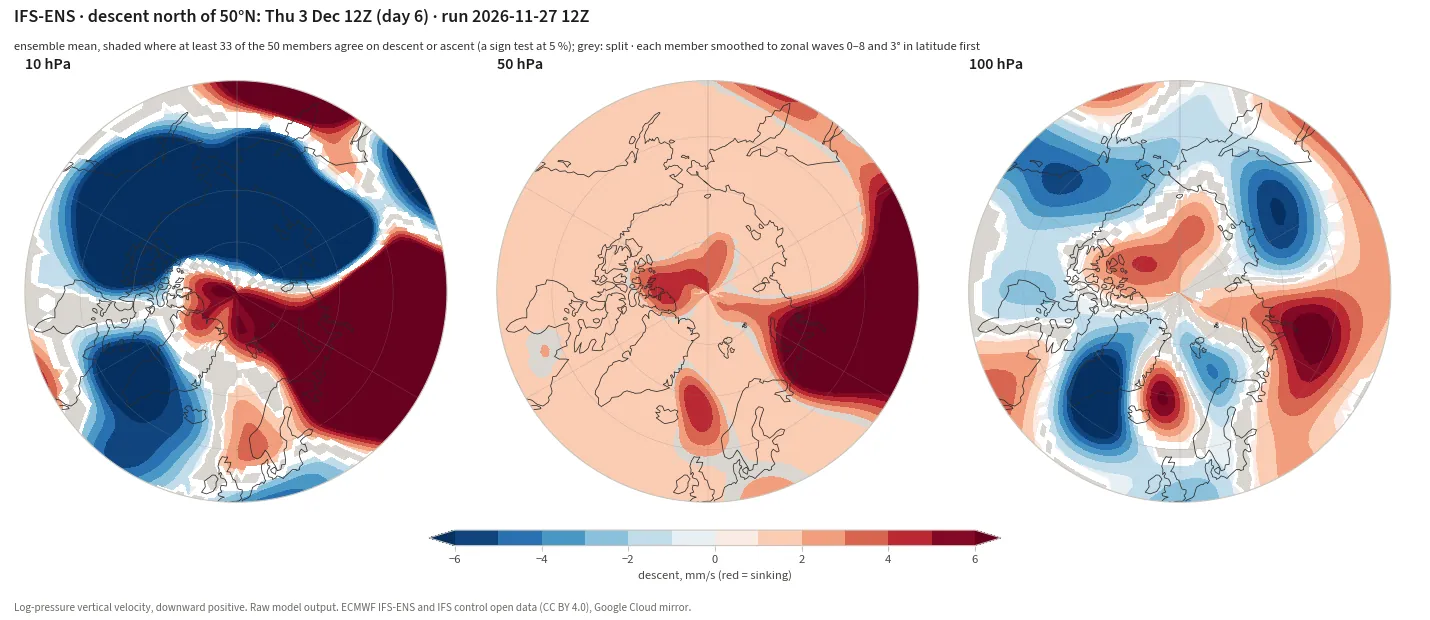 IFS-ENS · descent north of 50°N: Thu 3 Dec 12Z (day 6) · run 2026-11-27 12Z
ensemble mean, shaded where at least 33 of the 50 members agree on descent or ascent (a sign test at 5 %); grey: split · each member smoothed to zonal waves 0–8 and 3° in latitude first
10 hPa
50 hPa
100 hPa
−6 −4 −2 0 2 4 6
descent, mm/s (red = sinking)
Log-pressure vertical velocity, downward positive. Raw model output. ECMWF IFS-ENS and IFS control open data (CC BY 4.0), Google Cloud mirror.